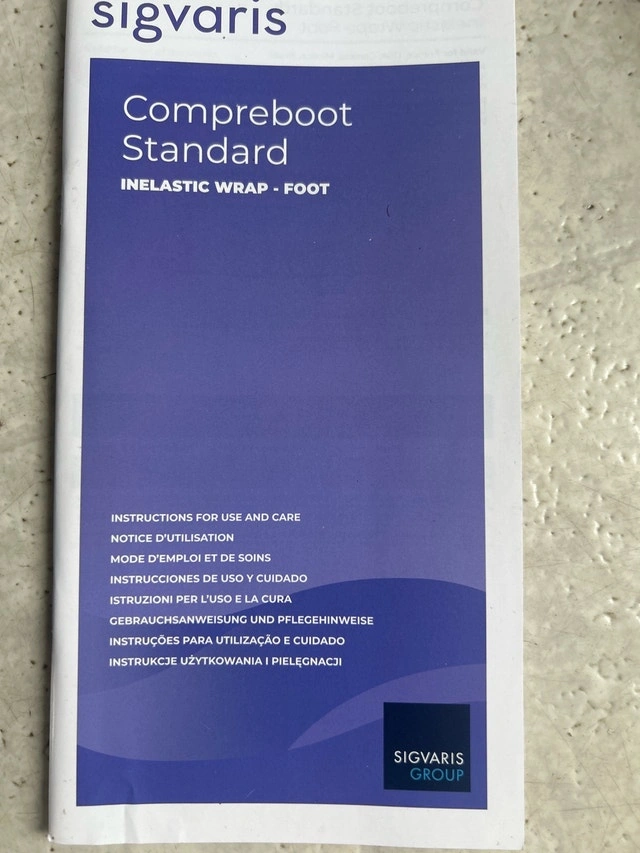 sigvaris
Compreboot
Standard
INELASTIC WRAP - FOOT
INSTRUCTIONS FOR USE AND CARE
NOTICE D'UTILISATION
MODE D'EMPLOI ET DE SOINS
INSTRUCCIONES DE USO Y CUIDADO
ISTRUZIONI PER L'USO E LA CURA
GEBRAUCHSANWEISUNG UND PFLEGEHINWEISE
INSTRUÇÕES PARA UTILIZAÇÃO E CUIDADO
INSTRUKCJE UŻYTKOWANIA I PIELĘGNACJI
SIGVARIS
GROUP